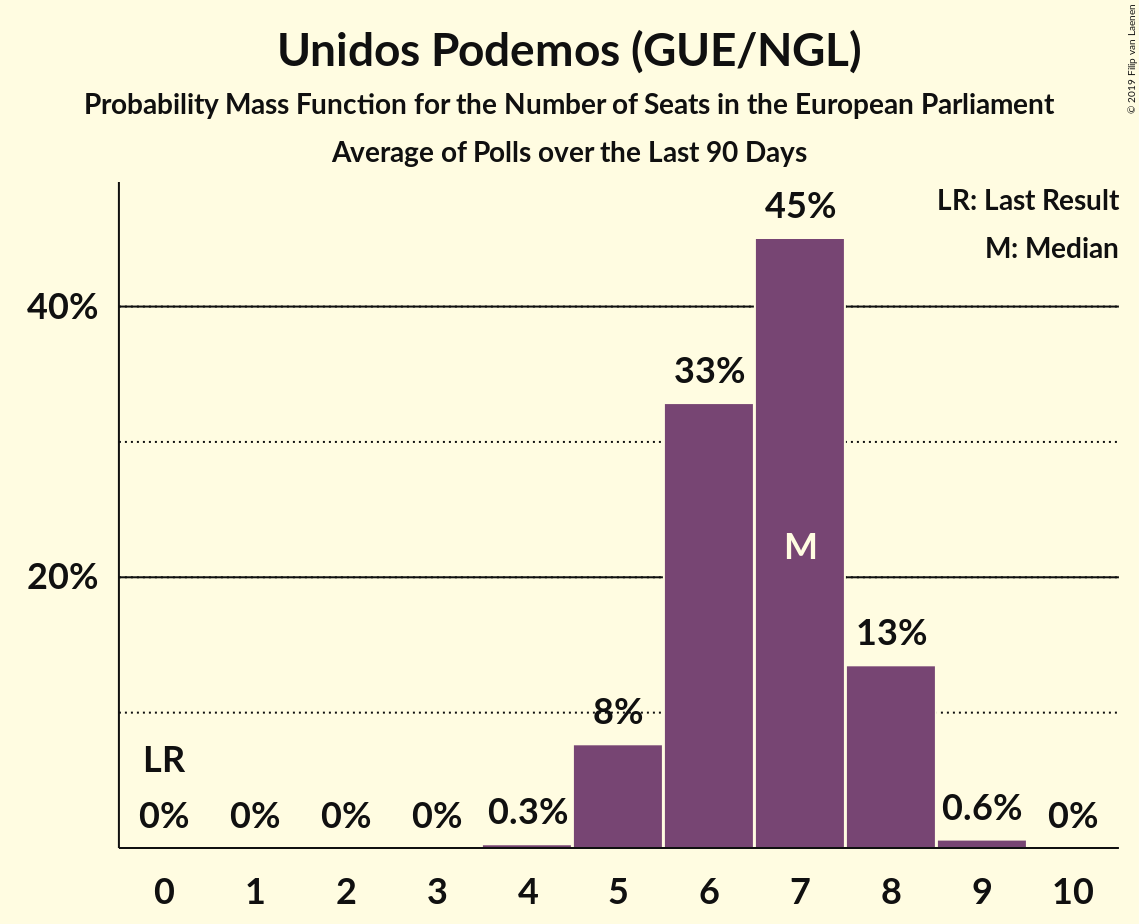 Unidos Podemos (GUE/NGL)
Probability Mass Function for the Number of Seats in the European Parliament
Average of Polls over the Last 90 Days
© 2019 Filip van Laenen
LR: Last Result
M: Median
45%
40%
33%
M
20%
13%
8%
LR
0%
0%
0%
0%
0.3%
0.6%
0%
0 1 2 3 4 5 6 7 8 9 10